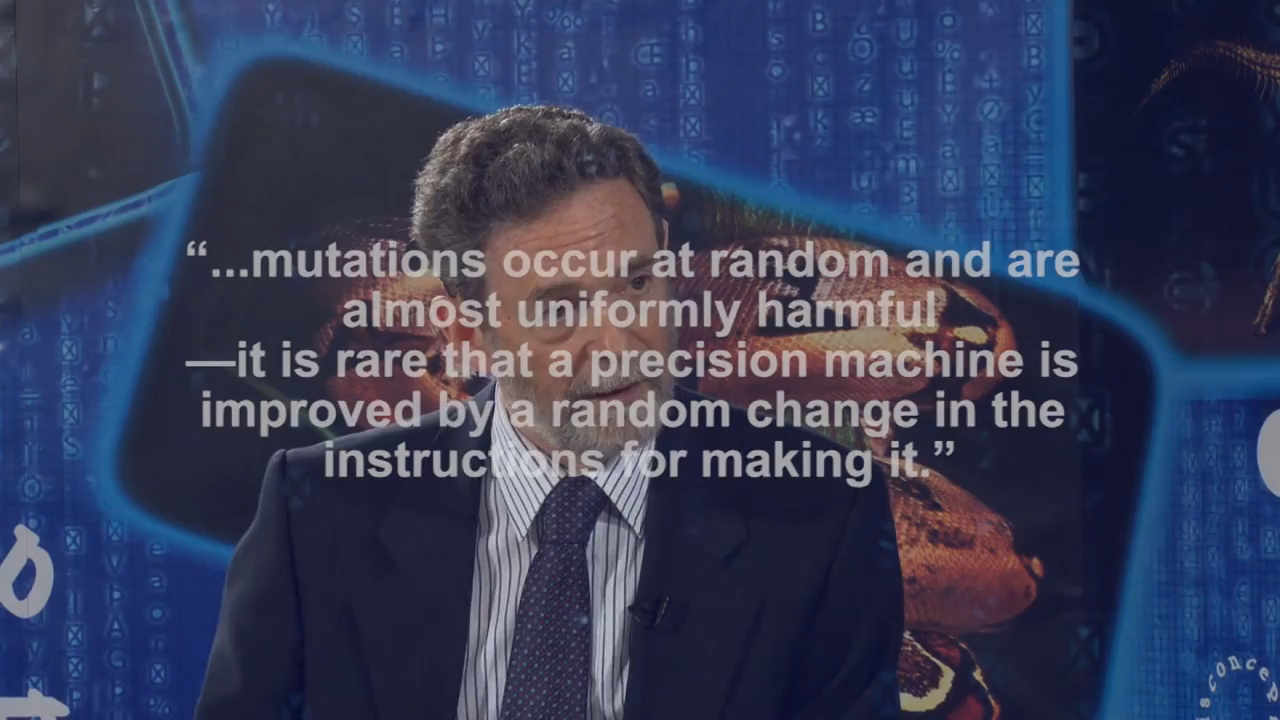 “...mutations occur at random and are
almost uniformly harmful
—it is rare that a precision machine is
improved by a random change in the
instructions for making it.”